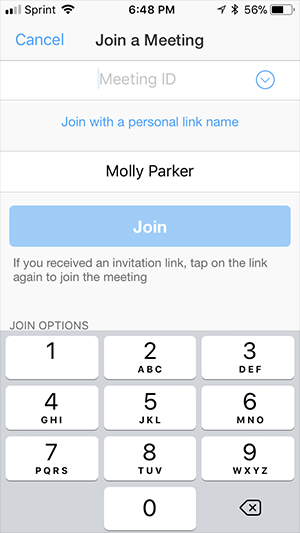 Sprint 6:48 PM 56%
Cancel Join a Meeting
Meeting ID
Join with a personal link name
Molly Parker
Join
If you received an invitation link, tap on the link
again to join the meeting
JOIN OPTIONS
1 2 3
ABC DEF
4 5 6
GHI JKL MNO
7 8 9
PQRS TUV WXYZ
0